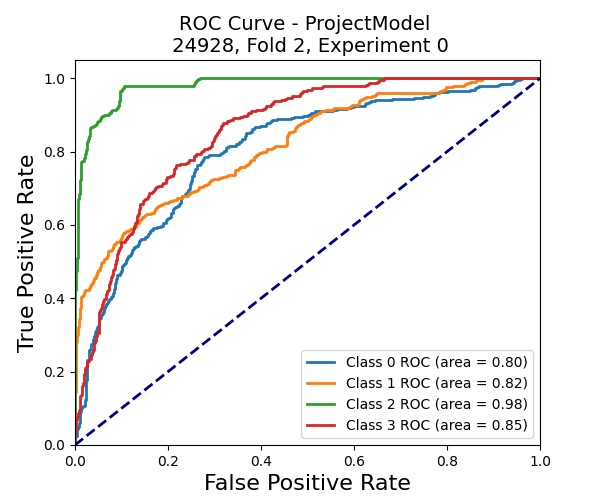 ROC Curve - ProjectModel
24928, Fold 2, Experiment 0
True Positive Rate
1.0
0.8
0.6
0.4
0.2
0.0
0.0 0.2 0.4 0.6 0.8 1.0
False Positive Rate
Class 0 ROC (area = 0.80)
Class 1 ROC (area = 0.82)
Class 2 ROC (area = 0.98)
Class 3 ROC (area = 0.85)